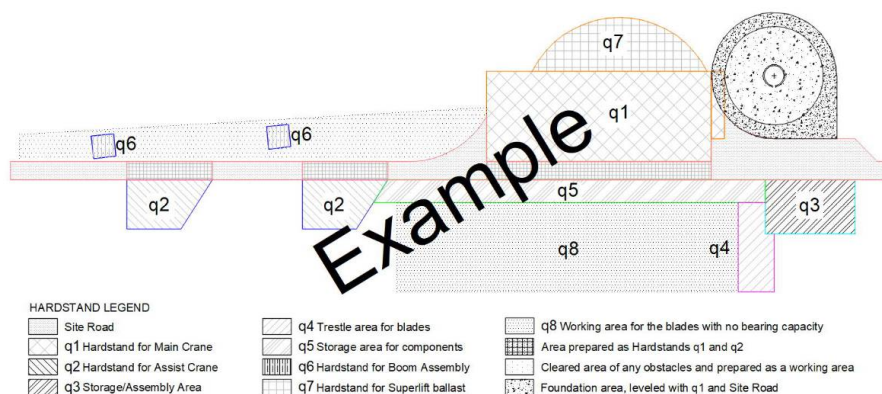 q7
q1
q6
q6
q2
q2
q5
q3
q8
q4
Example
HARDSTAND LEGEND
Site Road
q1 Hardstand for Main Crane
q2 Hardstand for Assist Crane
q3 Storage/Assembly Area
q4 Trestle area for blades
q5 Storage area for components
q6 Hardstand for Boom Assembly
q7 Hardstand for Superlift ballast
q8 Working area for the blades with no bearing capacity
Area prepared as Hardstands q1 and q2
Cleared area of any obstacles and prepared as a working area
Foundation area, leveled with q1 and Site Road